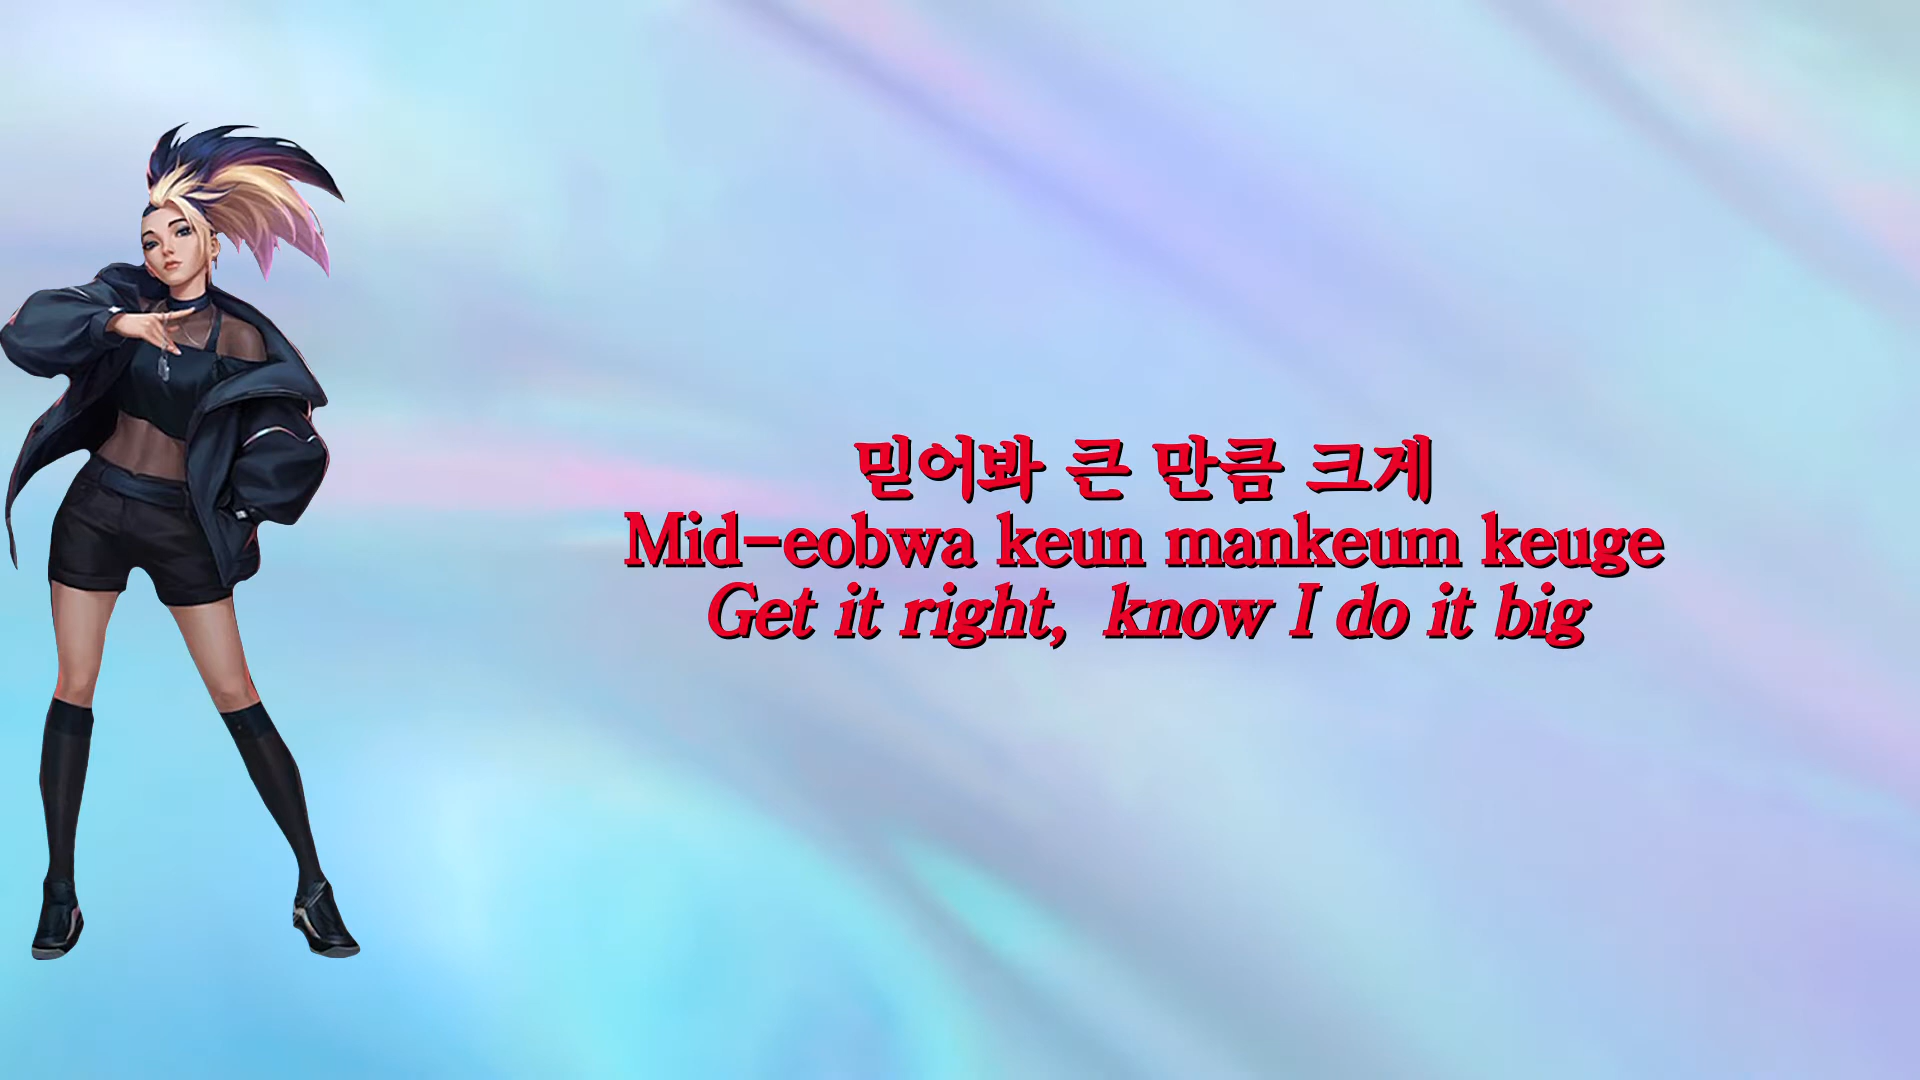 믿어봐 큰 만큼 크게
Mid-eobwa keun mankeum keuge
Get it right, know I do it big